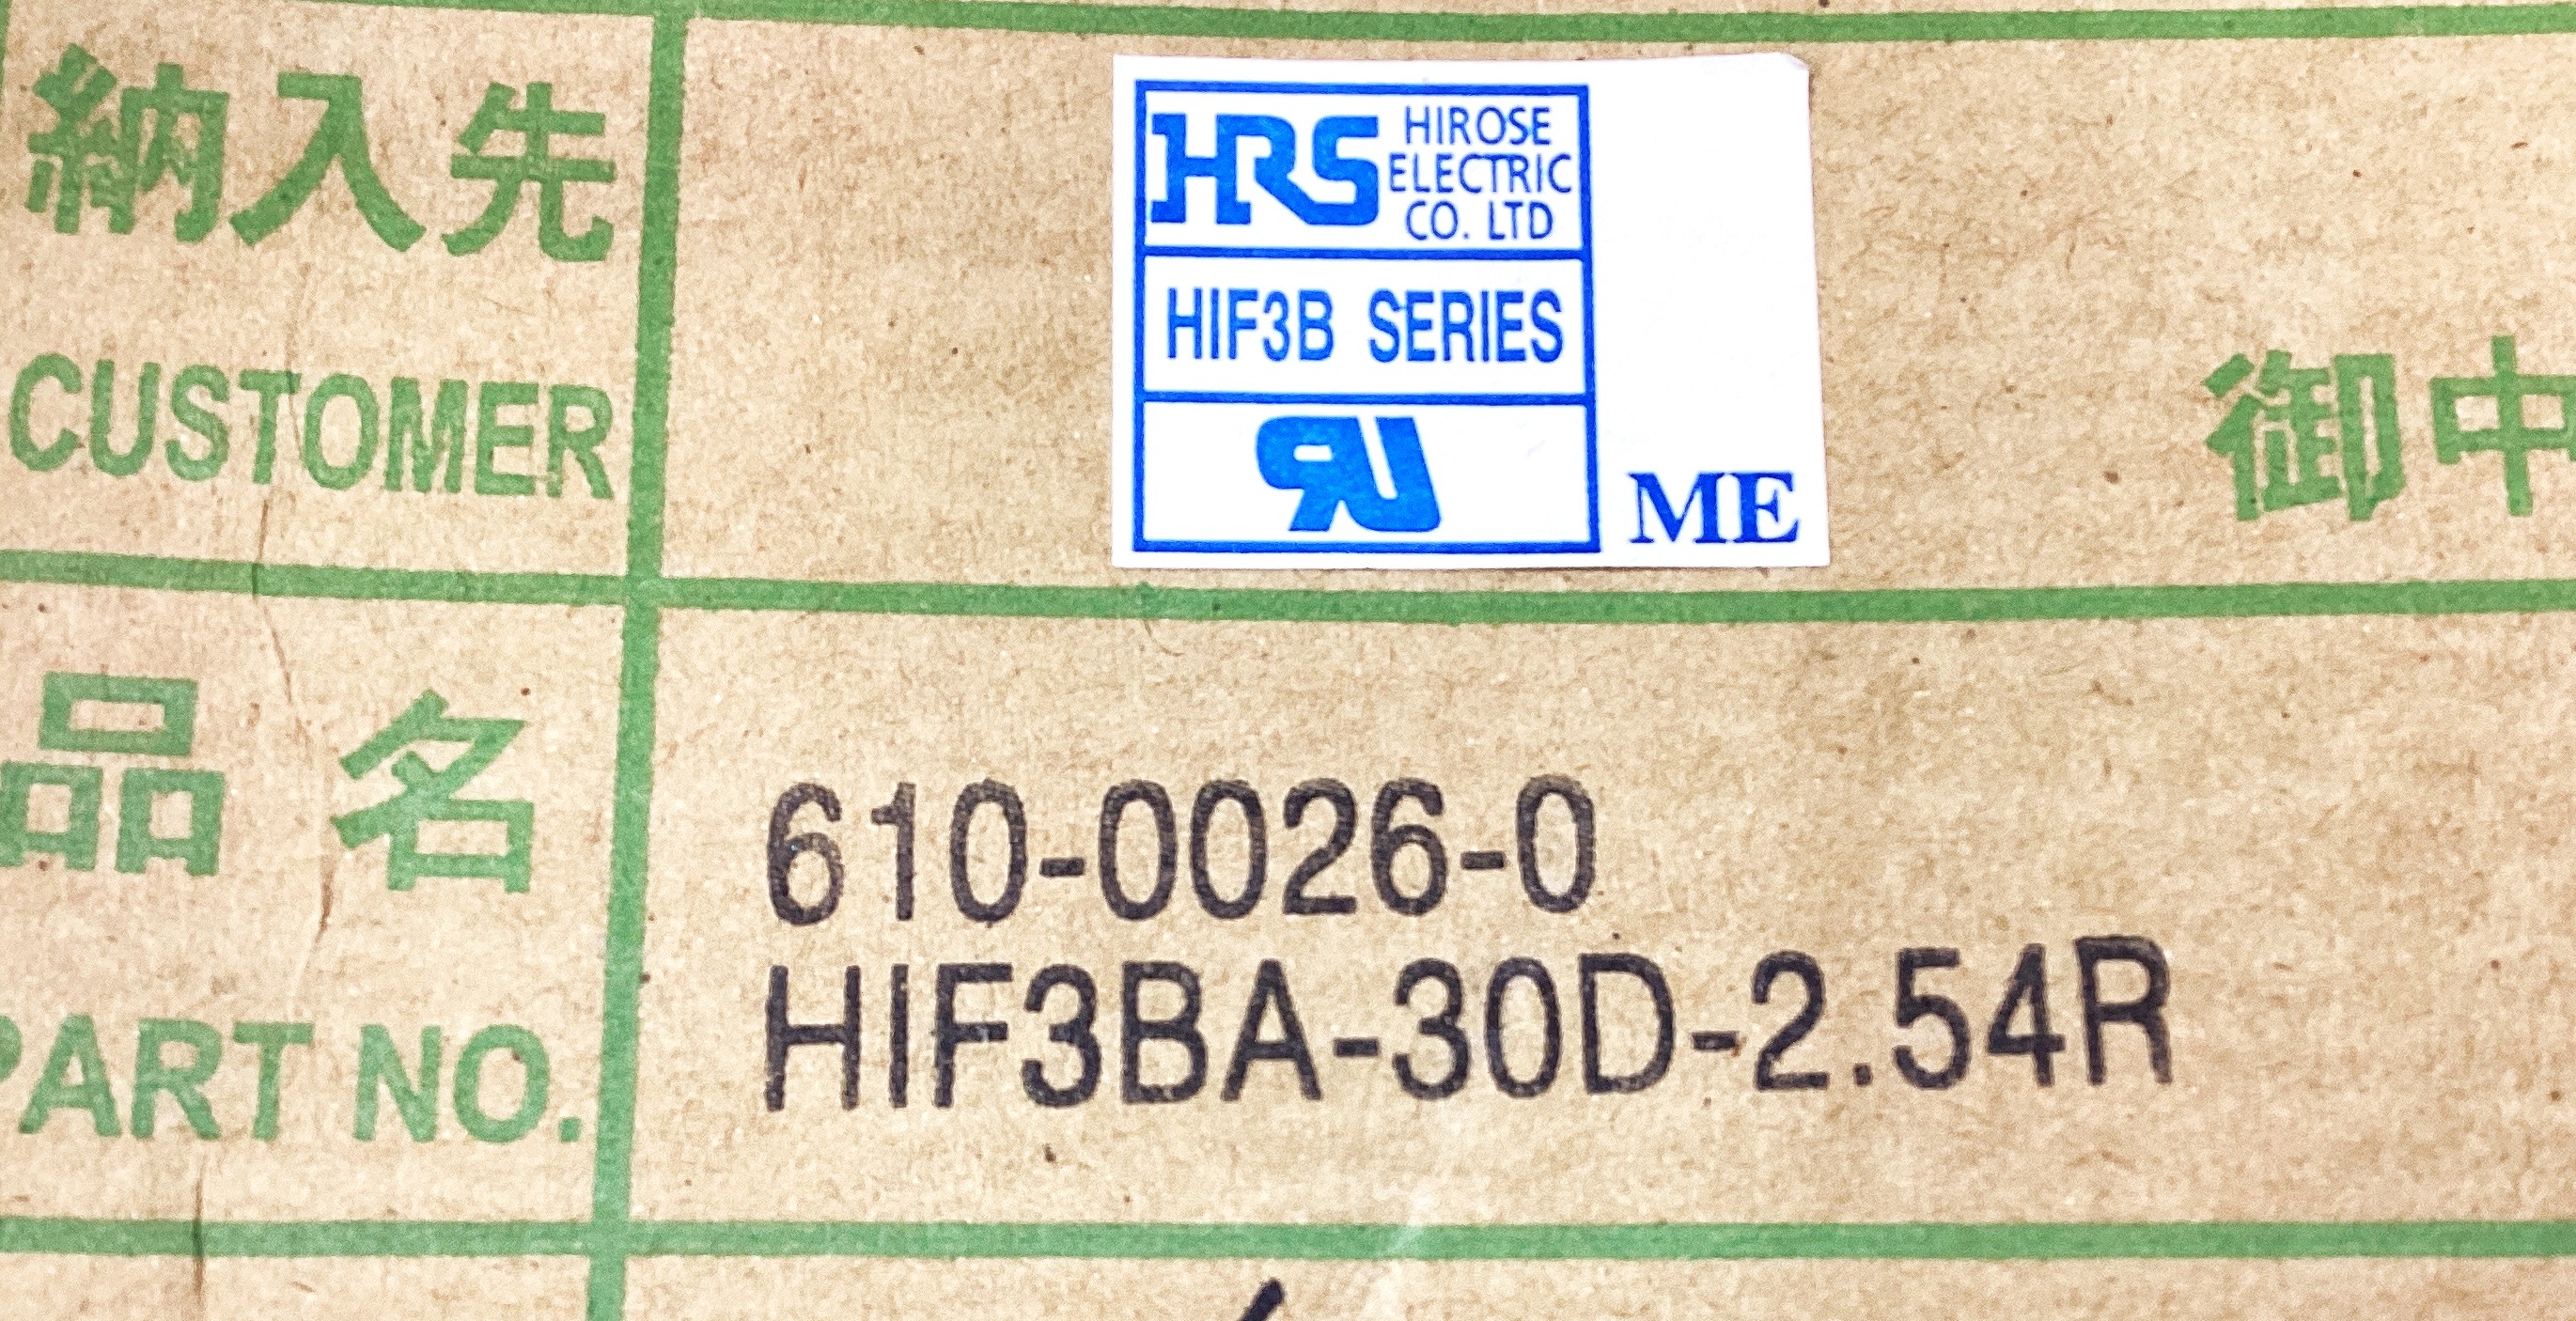 納入先
CUSTOMER
HRS
HIROSE
ELECTRIC
CO. LTD
HIF3B SERIES
RU
ME
御中
品名
PART NO.
610-0026-0
HIF3BA-30D-2.54R